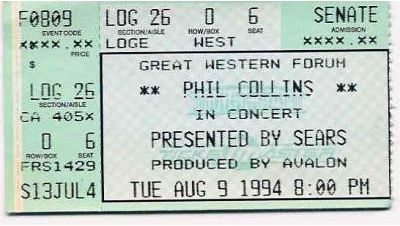 F0809 LOG 26 0 6 SENATE
EVENT CODE SECTION/AISLE ROW/BOX SEAT ADMISSION
XXXX.XX LOGE WEST XXXX.XX
PRICE
$
GREAT WESTERN FORUM
LOG 26
SECTION/AISLE
** PHIL COLLINS **
CA 405X
IN CONCERT
0 6
ROW/BOX SEAT
PRESENTED BY SEARS
FRS1429
PRODUCED BY AVALON
S13JUL4
TUE AUG 9 1994 8:00 PM